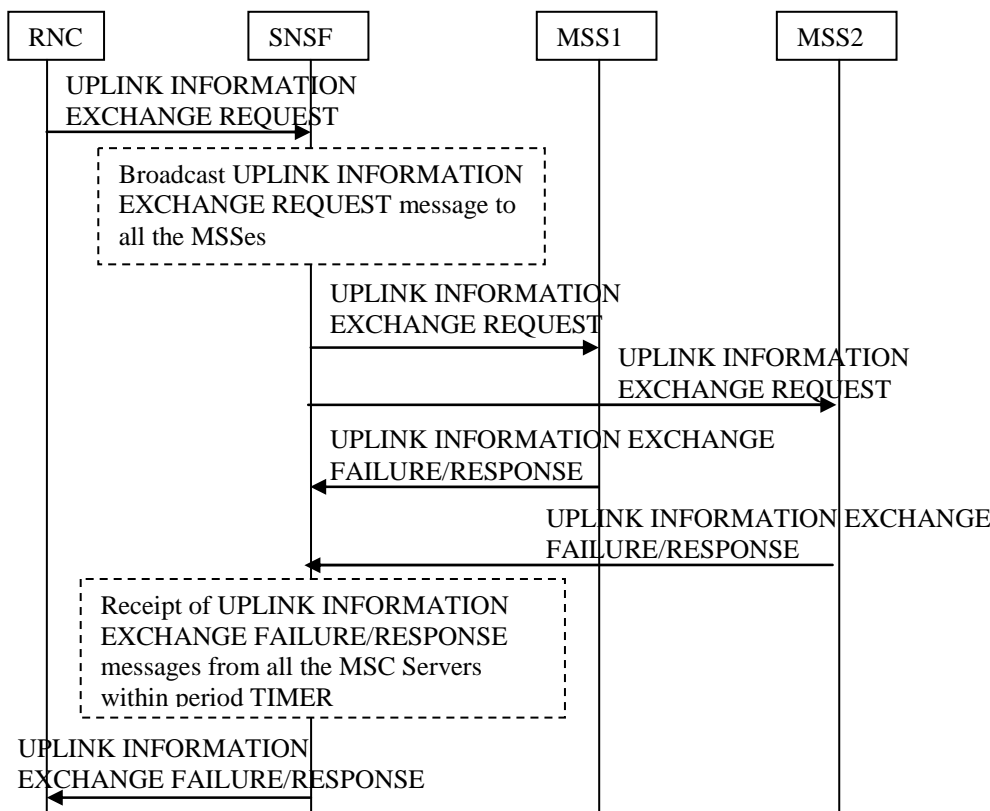 RNC
SNSF
MSS1
MSS2
UPLINK INFORMATION
EXCHANGE REQUEST
Broadcast UPLINK INFORMATION
EXCHANGE REQUEST message to
all the MSSes
UPLINK INFORMATION
EXCHANGE REQUEST
UPLINK INFORMATION
EXCHANGE REQUEST
UPLINK INFORMATION EXCHANGE
FAILURE/RESPONSE
UPLINK INFORMATION EXCHANGE
FAILURE/RESPONSE
Receipt of UPLINK INFORMATION
EXCHANGE FAILURE/RESPONSE
messages from all the MSC Servers
within period TIMER
UPLINK INFORMATION
EXCHANGE FAILURE/RESPONSE